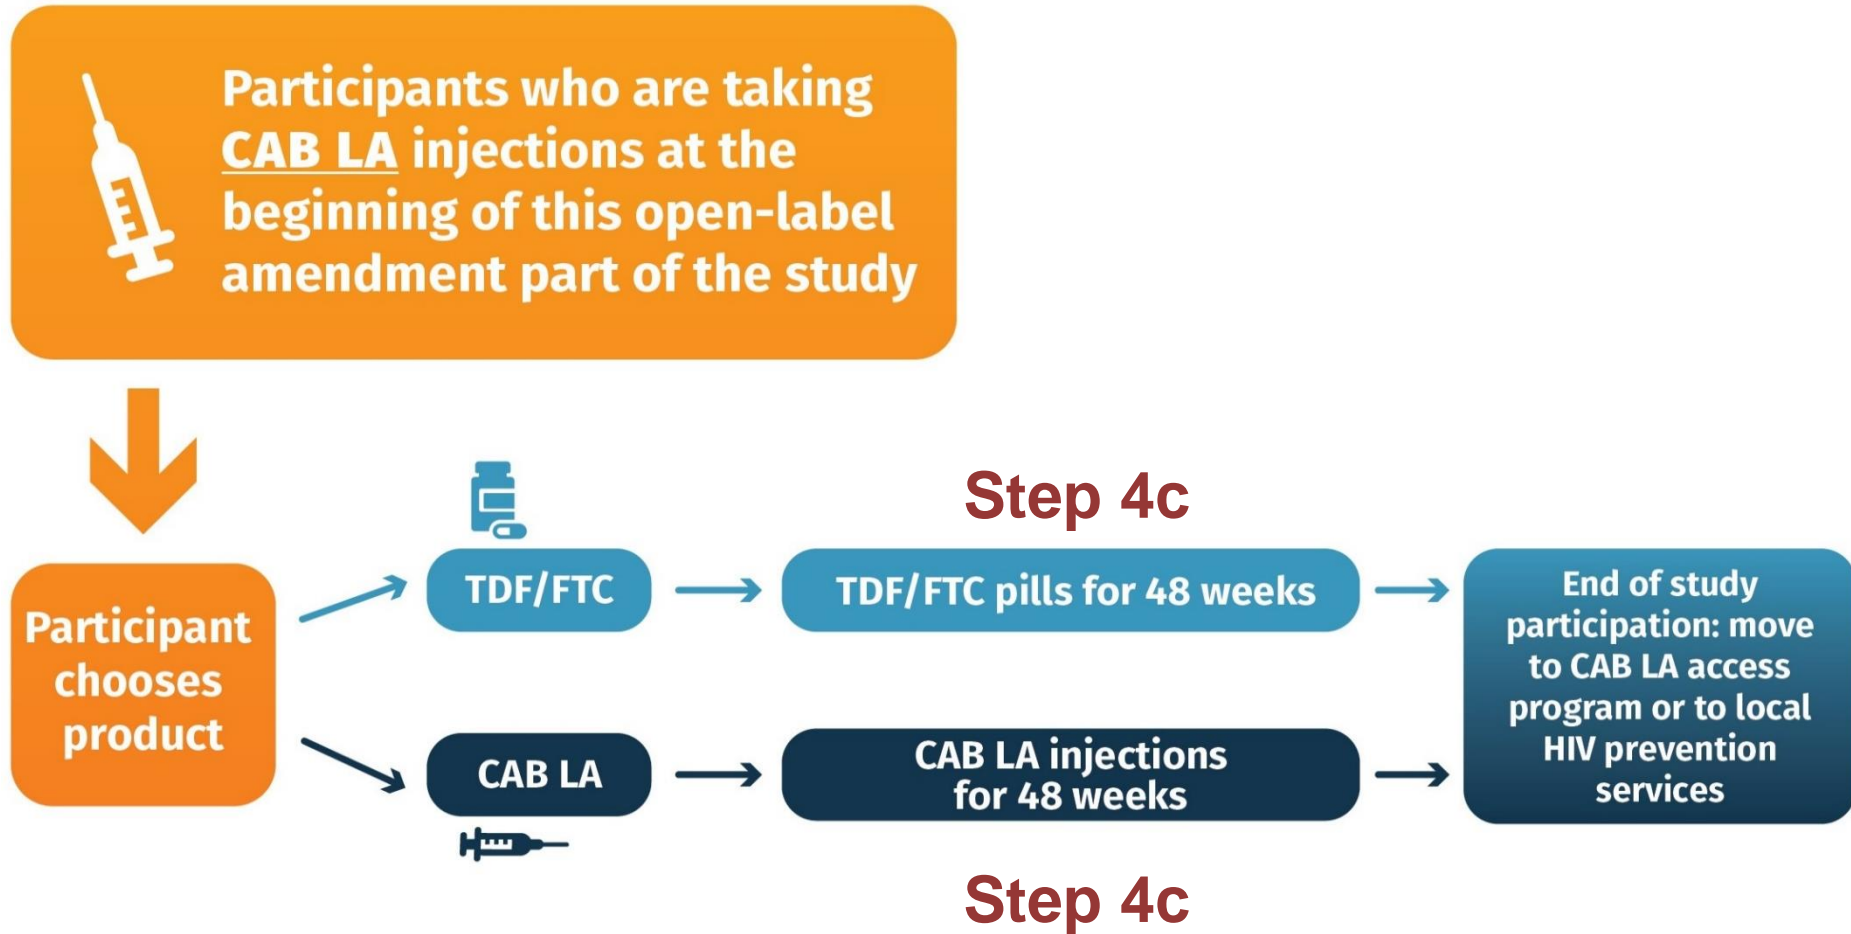 Participants who are taking
CAB LA injections at the
beginning of this open-label
amendment part of the study
Participant
chooses
product
TDF/FTC
Step 4c
TDF/FTC pills for 48 weeks
CAB LA
CAB LA injections
for 48 weeks
Step 4c
End of study
participation: move
to CAB LA access
program or to local
HIV prevention
services